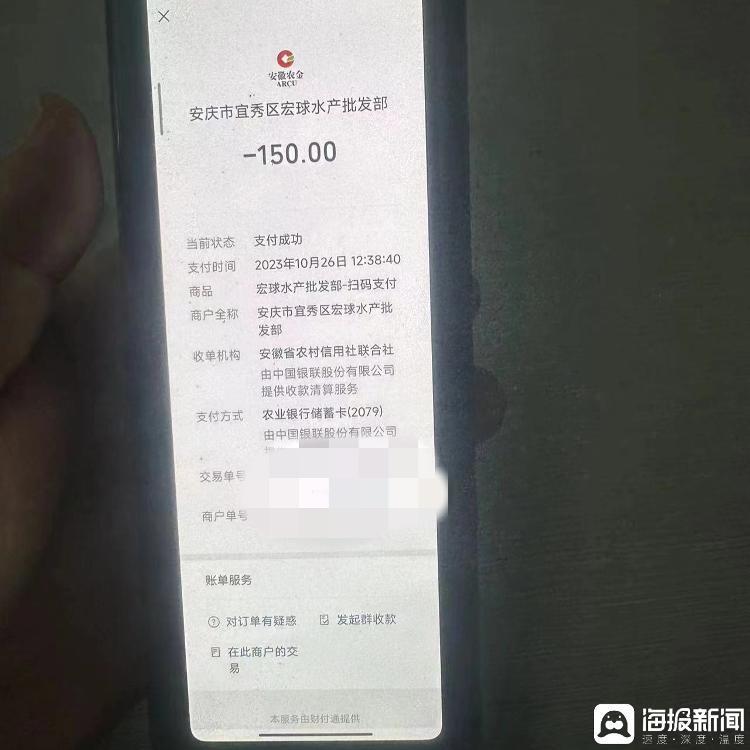 安徽农金
ARCU
安庆市宜秀区宏球水产批发部
-150.00
当前状态 支付成功
支付时间 2023年10月26日 12:38:40
商品 宏球水产批发部-扫码支付
商户全称 安庆市宜秀区宏球水产批
发部
收单机构 安徽省农村信用社联合社
由中国银联股份有限公司
提供收款清算服务
支付方式 农业银行储蓄卡(2079)
由中国银联股份有限公司
交易单号
商户单号
账单服务
对订单有疑惑 发起群收款
在此商户的交
易
本服务由财付通提供
海报新闻
速度·深度·温度